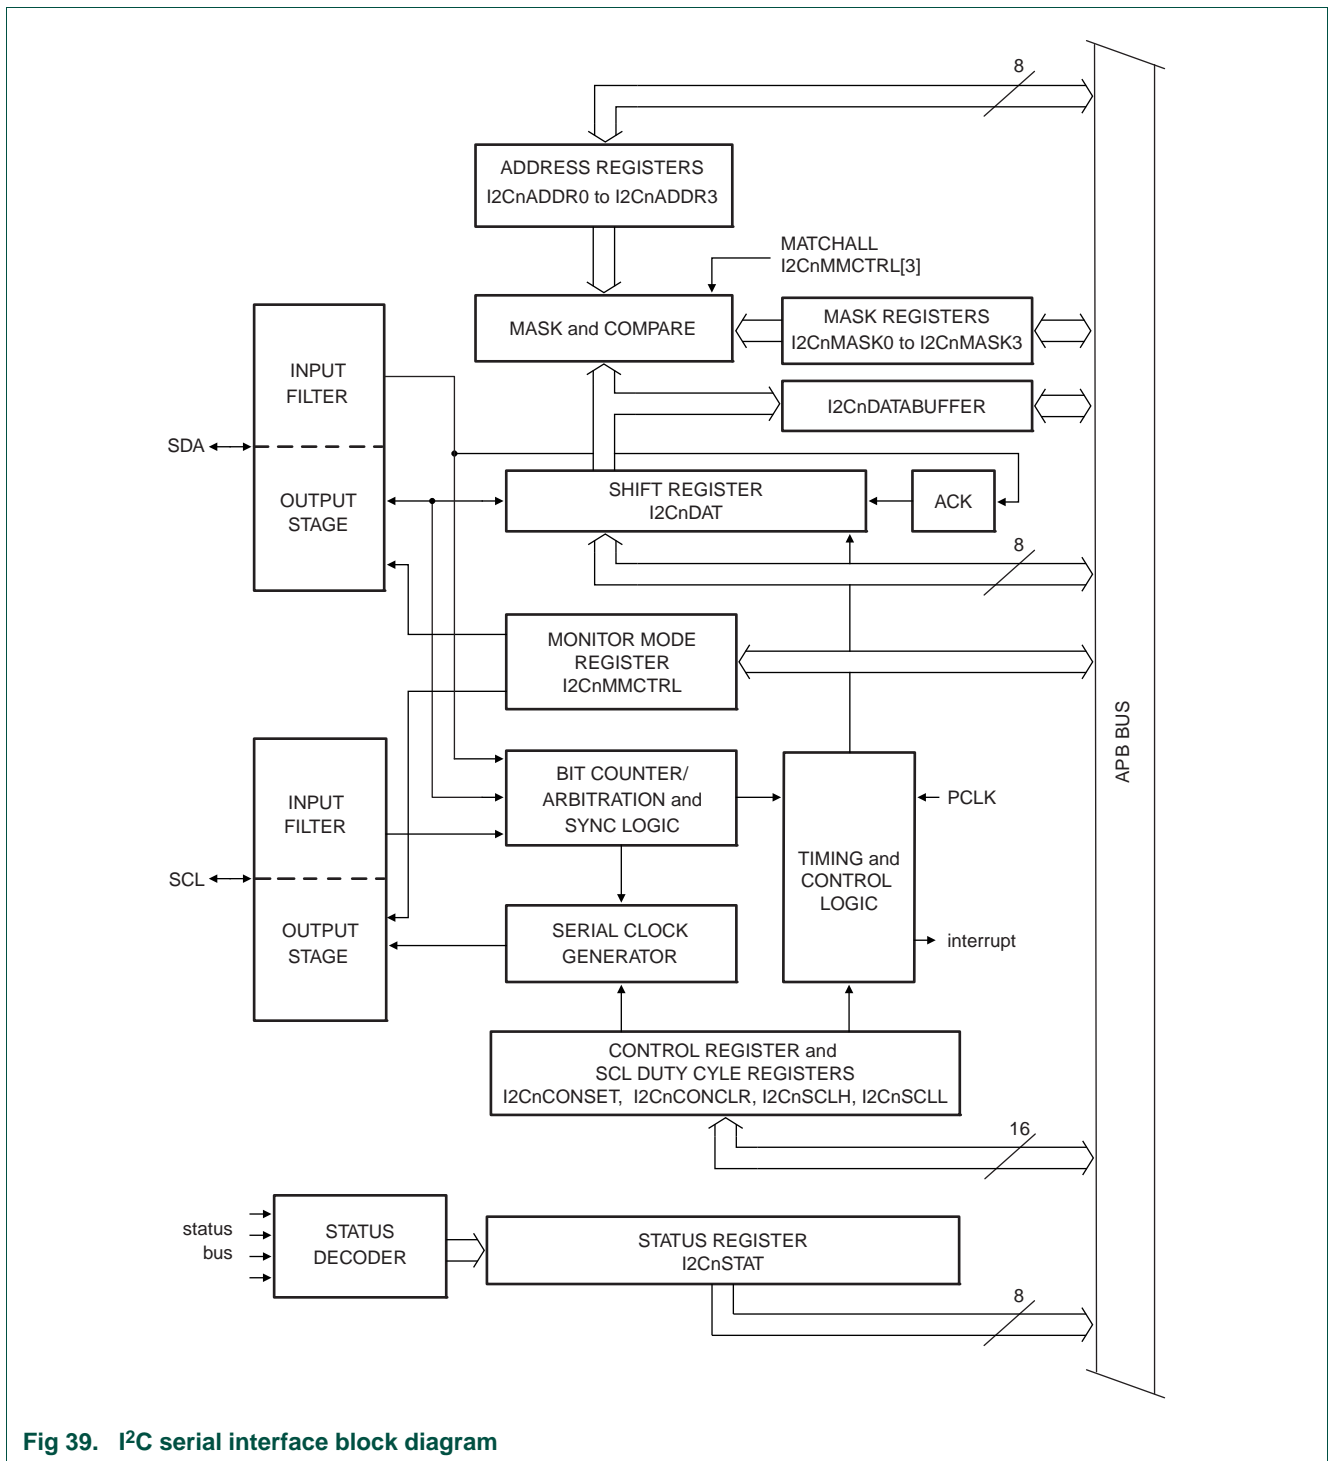 8
ADDRESS REGISTERS
I2CnADDR0 to I2CnADDR3
MATCHALL
I2CnMMCTRL[3]
MASK and COMPARE
MASK REGISTERS
I2CnMASK0 to I2CnMASK3
I2CnDATABUFFER
INPUT
FILTER
SDA
OUTPUT
STAGE
SHIFT REGISTER
I2CnDAT
ACK
8
MONITOR MODE
REGISTER
I2CnMMCTRL
APB BUS
BIT COUNTER/
ARBITRATION and
SYNC LOGIC
PCLK
INPUT
FILTER
TIMING and
CONTROL
LOGIC
SCL
OUTPUT
STAGE
SERIAL CLOCK
GENERATOR
interrupt
CONTROL REGISTER and
SCL DUTY CYLE REGISTERS
I2CnCONSET, I2CnCONCLR, I2CnSCLH, I2CnSCLL
16
status
bus
STATUS
DECODER
STATUS REGISTER
I2CnSTAT
8
Fig 39. I²C serial interface block diagram